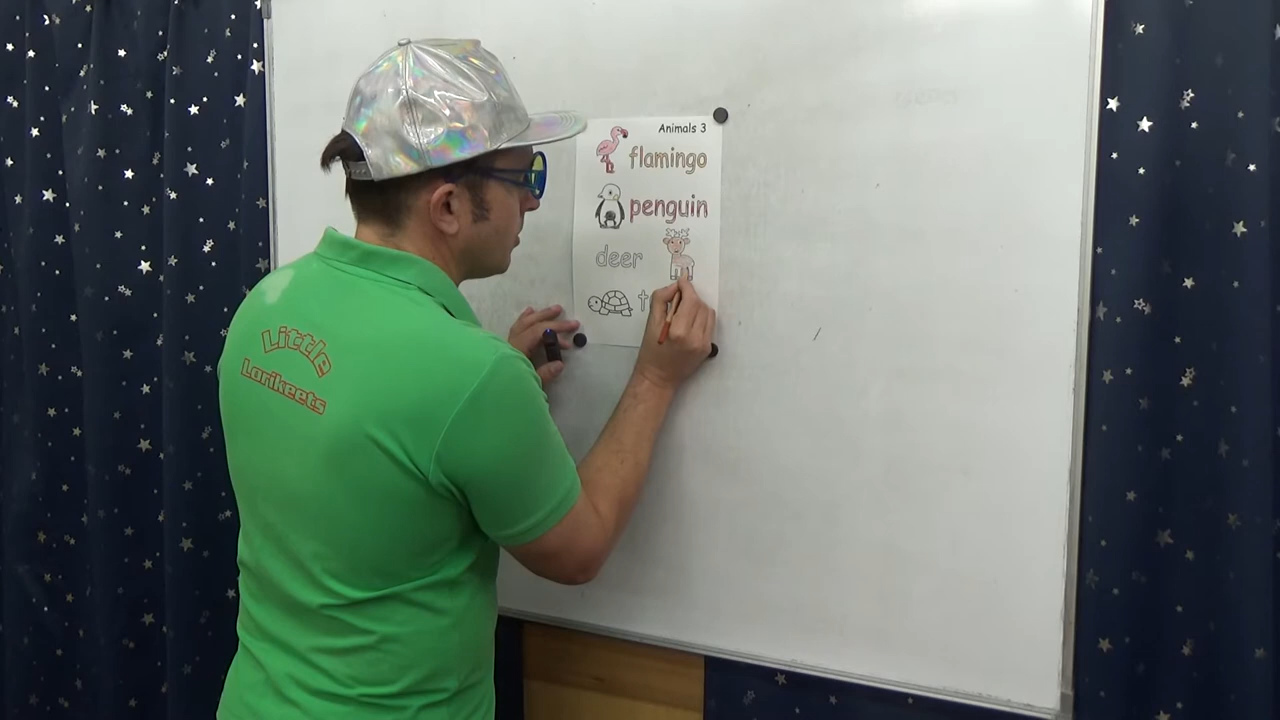 Animals 3
flamingo
penguin
deer
Little
Lorikeets